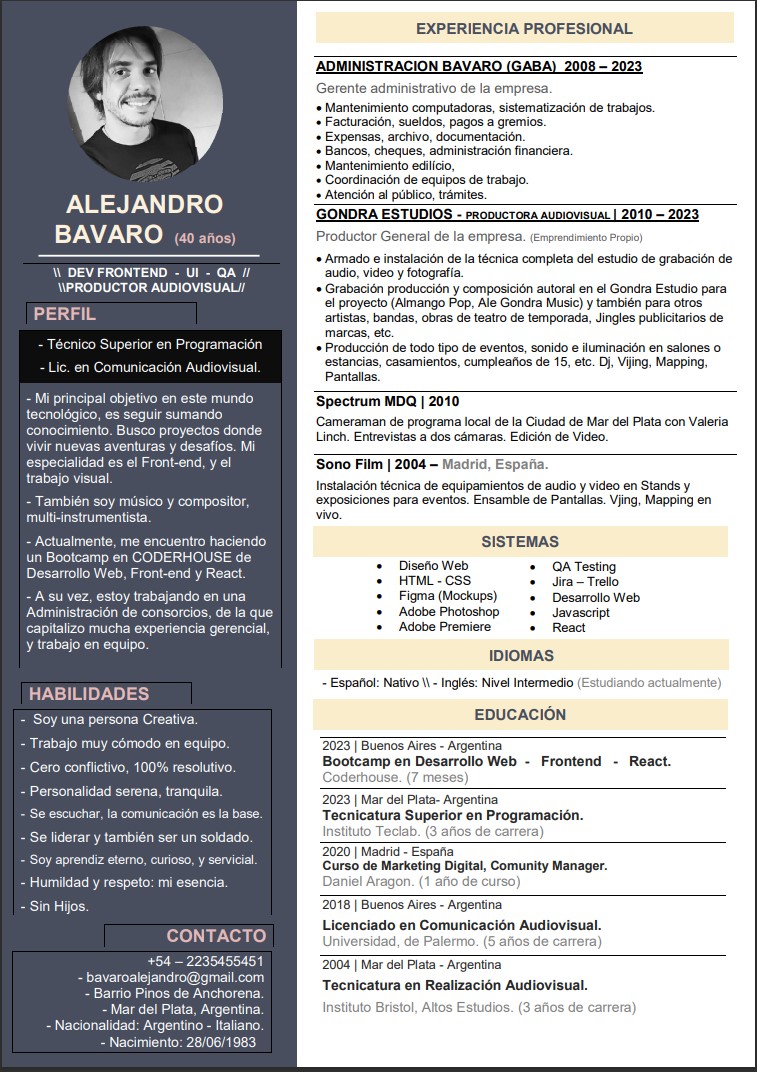 ALEJANDRO
BAVARO (40 años)
\\ DEV FRONTEND - UI - QA //
\\PRODUCTOR AUDIOVISUAL//
PERFIL
- Técnico Superior en Programación
- Lic. en Comunicación Audiovisual.
- Mi principal objetivo en este mundo
tecnológico, es seguir sumando
conocimiento. Busco proyectos donde
vivir nuevas aventuras y desafíos. Mi
especialidad es el Front-end, y el
trabajo visual.
- También soy músico y compositor,
multi-instrumentista.
- Actualmente, me encuentro haciendo
un Bootcamp en CODERHOUSE de
Desarrollo Web, Front-end y React.
- A su vez, estoy trabajando en una
Administración de consorcios, de la que
capitalizo mucha experiencia gerencial,
y trabajo en equipo.
HABILIDADES
- Soy una persona Creativa.
- Trabajo muy cómodo en equipo.
- Cero conflictivo, 100% resolutivo.
- Personalidad serena, tranquila.
- Se escuchar, la comunicación es la base.
- Se liderar y también ser un soldado.
- Soy aprendiz eterno, curioso, y servicial.
- Humildad y respeto: mi esencia.
- Sin Hijos.
CONTACTO
+54 – 2235455451
- bavaroalejandro@gmail.com
- Barrio Pinos de Anchorena.
- Mar del Plata, Argentina.
- Nacionalidad: Argentino - Italiano.
- Nacimiento: 28/06/1983
EXPERIENCIA PROFESIONAL
ADMINISTRACION BAVARO (GABA) 2008 – 2023
Gerente administrativo de la empresa.
• Mantenimiento computadoras, sistematización de trabajos.
• Facturación, sueldos, pagos a gremios.
• Expensas, archivo, documentación.
• Bancos, cheques, administración financiera.
• Mantenimiento edilício,
• Coordinación de equipos de trabajo.
• Atención al público, trámites.
GONDRA ESTUDIOS - PRODUCTORA AUDIOVISUAL | 2010 – 2023
Productor General de la empresa. (Emprendimiento Propio)
• Armado e instalación de la técnica completa del estudio de grabación de
audio, video y fotografía.
• Grabación producción y composición autoral en el Gondra Estudio para
el proyecto (Almango Pop, Ale Gondra Music) y también para otros
artistas, bandas, obras de teatro de temporada, Jingles publicitarios de
marcas, etc.
• Producción de todo tipo de eventos, sonido e iluminación en salones o
estancias, casamientos, cumpleaños de 15, etc. Dj, Vijing, Mapping,
Pantallas.
Spectrum MDQ | 2010
Cameraman de programa local de la Ciudad de Mar del Plata con Valeria
Linch. Entrevistas a dos cámaras. Edición de Video.
Sono Film | 2004 – Madrid, España.
Instalación técnica de equipamientos de audio y video en Stands y
exposiciones para eventos. Ensamble de Pantallas. Vjing, Mapping en
vivo.
SISTEMAS
• Diseño Web
• HTML - CSS
• Figma (Mockups)
• Adobe Photoshop
• Adobe Premiere
• QA Testing
• Jira – Trello
• Desarrollo Web
• Javascript
• React
IDIOMAS
- Español: Nativo \\ - Inglés: Nivel Intermedio (Estudiando actualmente)
EDUCACIÓN
2023 | Buenos Aires - Argentina
Bootcamp en Desarrollo Web - Frontend - React.
Coderhouse. (7 meses)
2023 | Mar del Plata- Argentina
Tecnicatura Superior en Programación.
Instituto Teclab. (3 años de carrera)
2020 | Madrid - España
Curso de Marketing Digital, Comunity Manager.
Daniel Aragon. (1 año de curso)
2018 | Buenos Aires - Argentina
Licenciado en Comunicación Audiovisual.
Universidad, de Palermo. (5 años de carrera)
2004 | Mar del Plata - Argentina
Tecnicatura en Realización Audiovisual.
Instituto Bristol, Altos Estudios. (3 años de carrera)